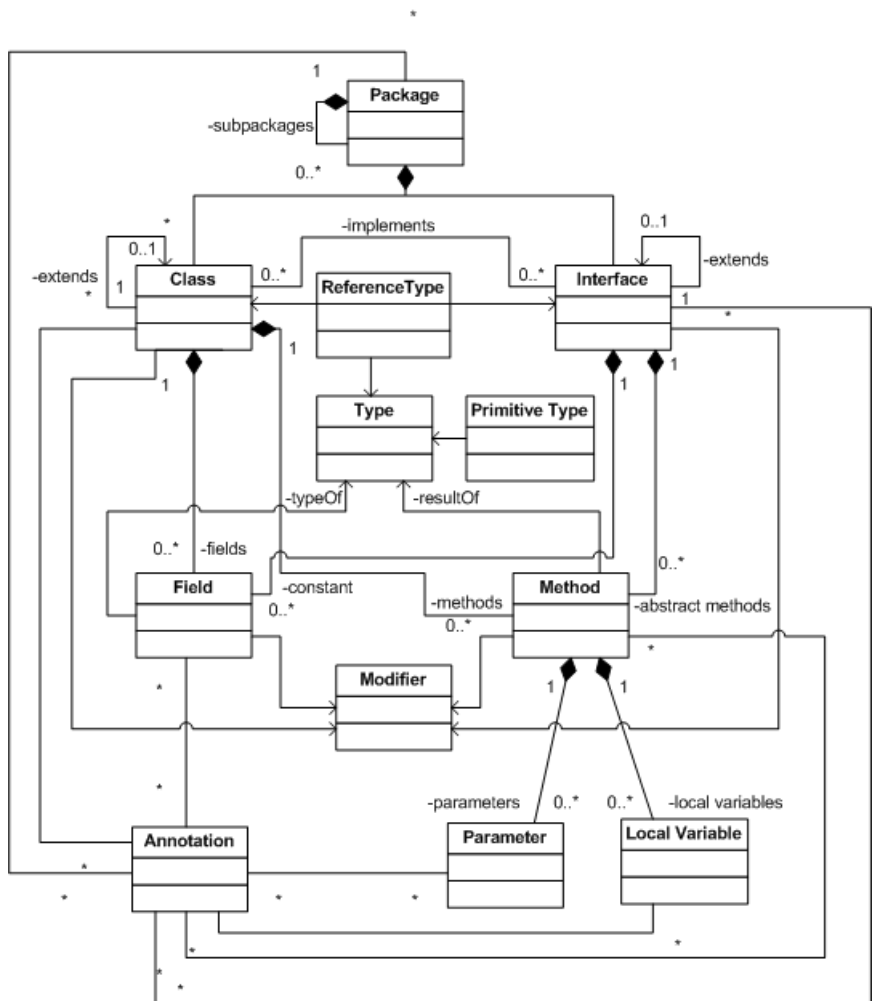 *
1
Package
-subpackages
0..*
*
-implements
0..1
0..1
-extends
*
1
Class
0..*
ReferenceType
0..*
Interface
-extends
1
*
1
1
1
1
Type
Primitive Type
-typeOf
-resultOf
0..*
-fields
0..*
Field
-constant
0..*
Method
-methods
0..*
-abstract methods
*
*
Modifier
1
1
*
-parameters
0..*
0..*
-local variables
Annotation
Parameter
Local Variable
*
*
*
*
*
*
*
*